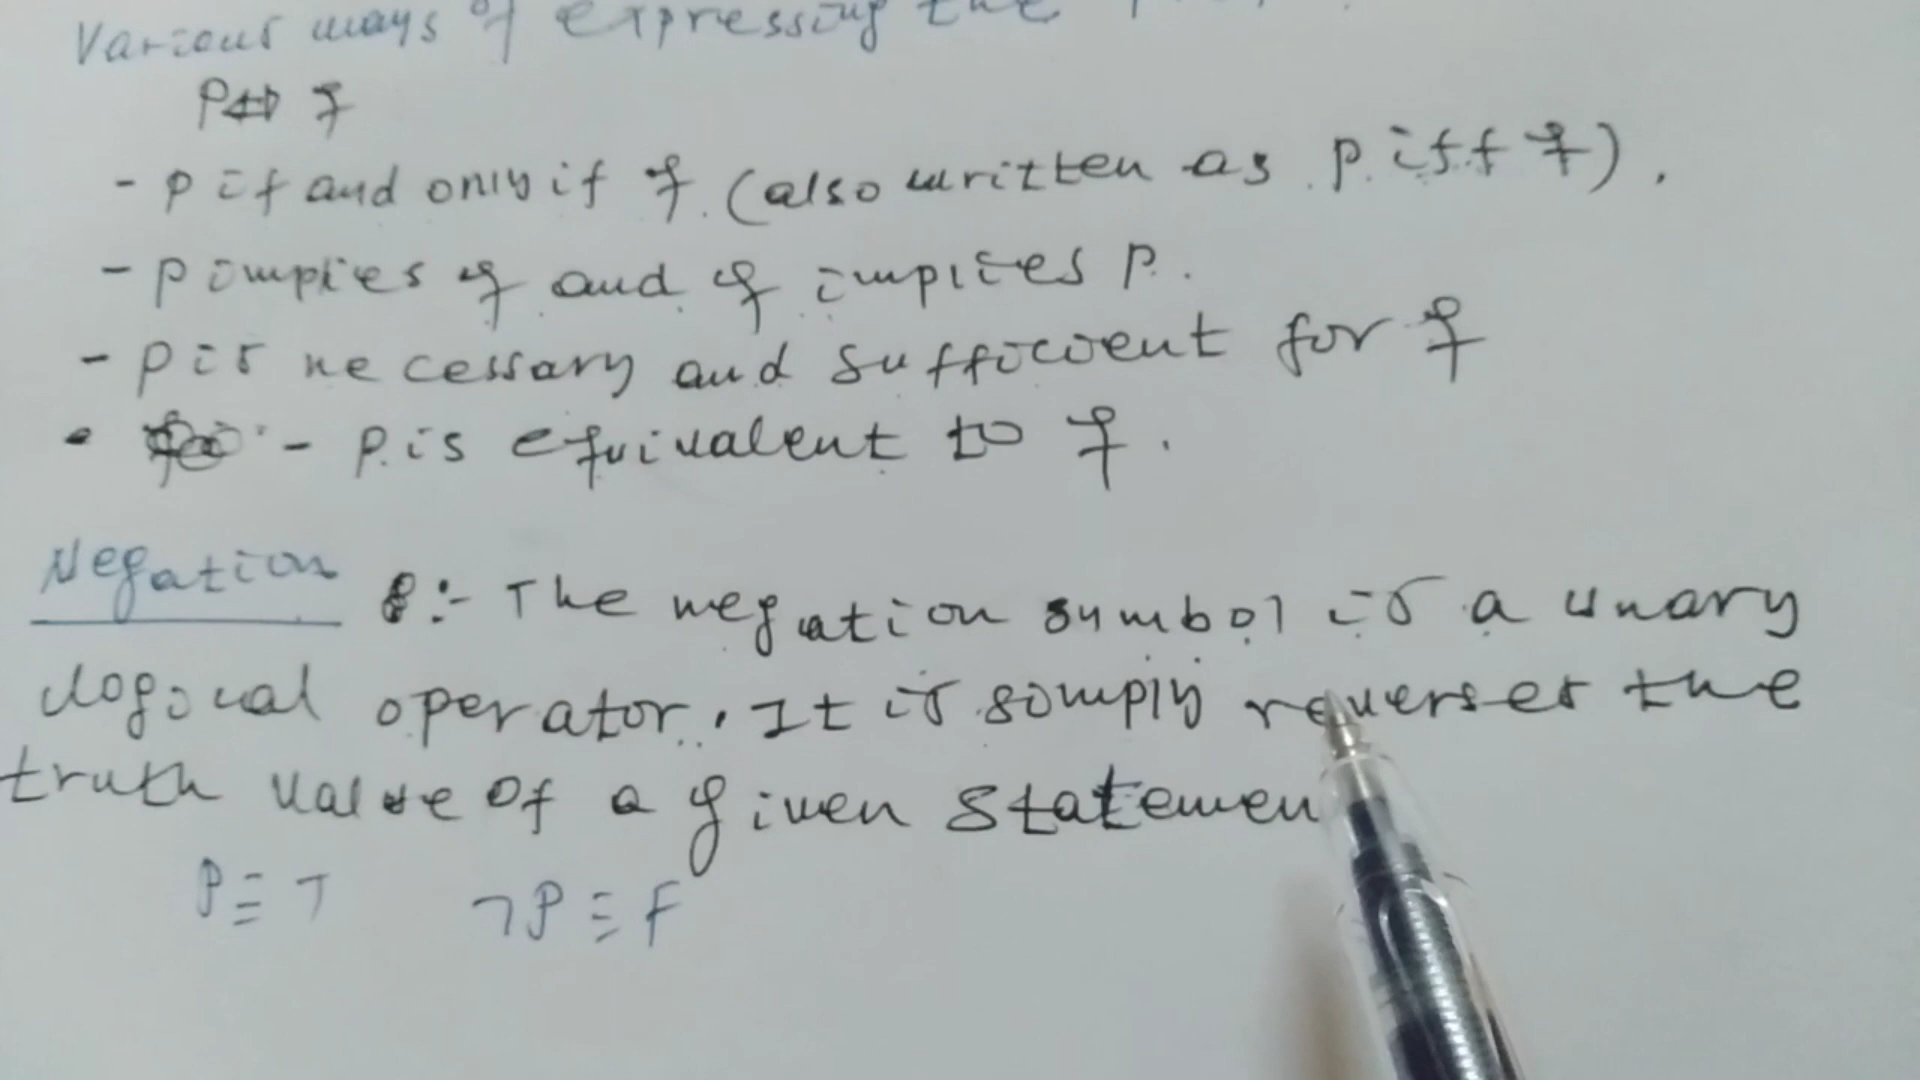 Various ways of expressing the
P⇔ q
- p if and only if q. (also written as p iff q).
- p implies q and q implies p.
- p is necessary and sufficient for q
- p is equivalent to q.
Negation :- The negation symbol is a unary
logical operator. It is simply reverses the
truth value of a given statemen
P ≡ T ¬P ≡ F